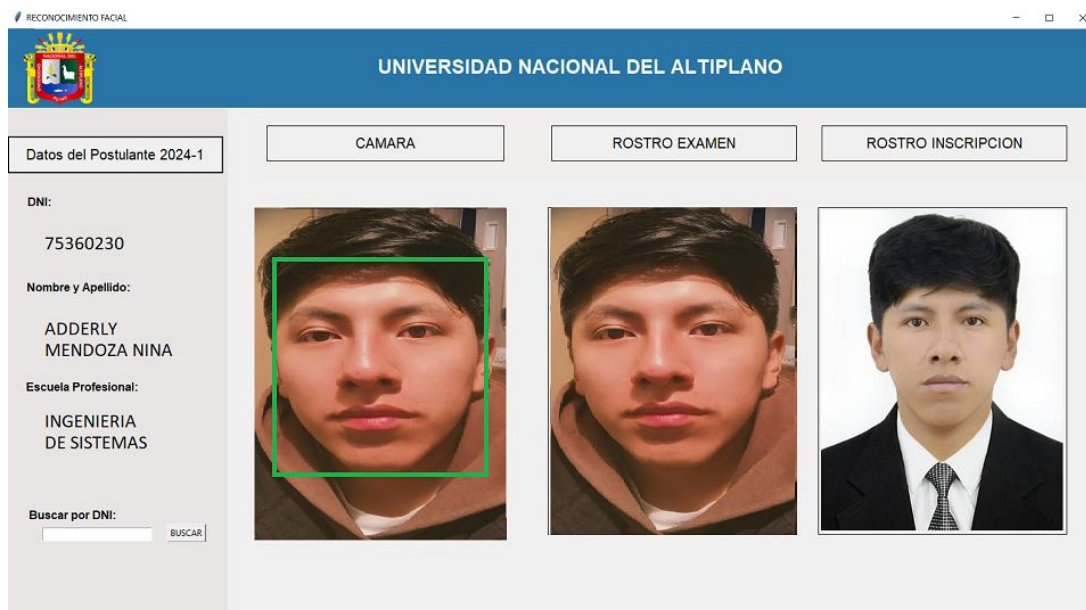 RECONOCIMIENTO FACIAL
UNIVERSIDAD NACIONAL DEL ALTIPLANO
Datos del Postulante 2024-1
CAMARA
ROSTRO EXAMEN
ROSTRO INSCRIPCION
DNI:
75360230
Nombre y Apellido:
ADDERLY
MENDOZA NINA
Escuela Profesional:
INGENIERIA
DE SISTEMAS
Buscar por DNI:
BUSCAR